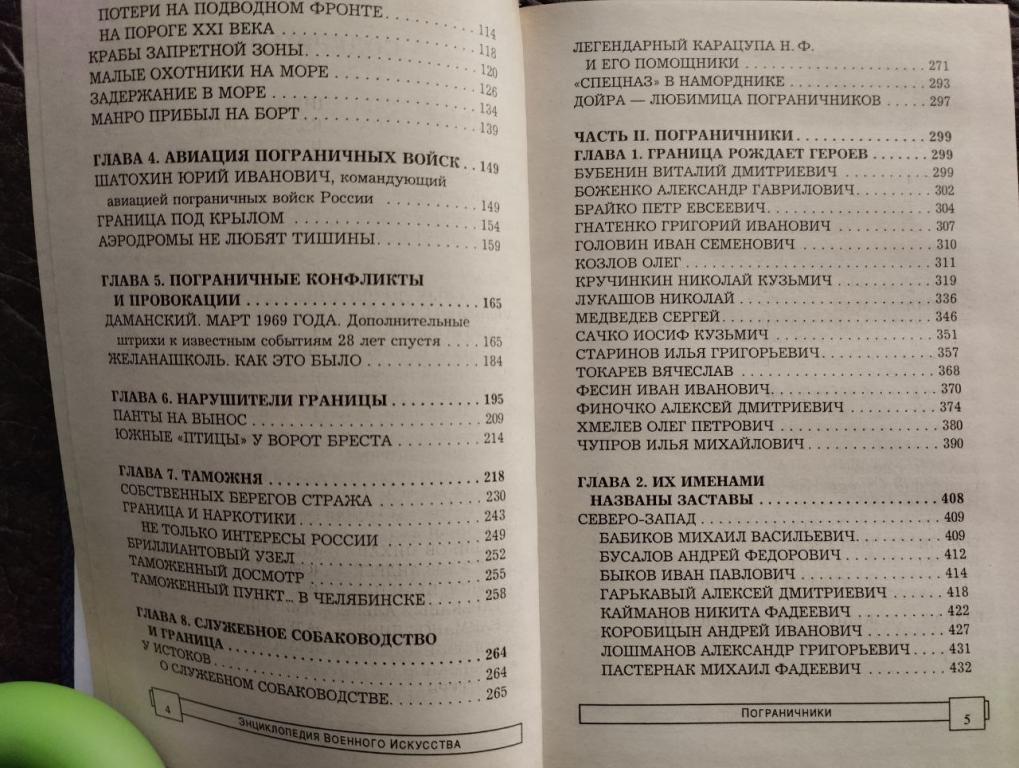 ПОТЕРИ НА ПОДВОДНОМ ФРОНТЕ
НА ПОРОГЕ XXI ВЕКА . . . . . . . . . . . . 114
КРАБЫ ЗАПРЕТНОЙ ЗОНЫ. . . . . . . . . . . . 118
МАЛЫЕ ОХОТНИКИ НА МОРЕ . . . . . . . . . . . . 120
ЗАДЕРЖАНИЕ В МОРЕ . . . . . . . . . . . . 126
МАНРО ПРИБЫЛ НА БОРТ . . . . . . . . . . . . 134
139
ГЛАВА 4. АВИАЦИЯ ПОГРАНИЧНЫХ ВОЙСК . . 149
ШАТОХИН ЮРИЙ ИВАНОВИЧ, командующий
авиацией пограничных войск России . . . . . . . . 149
ГРАНИЦА ПОД КРЫЛОМ . . . . . . . . . . . . 154
АЭРОДРОМЫ НЕ ЛЮБЯТ ТИШИНЫ. . . . . . . . . . 159
ГЛАВА 5. ПОГРАНИЧНЫЕ КОНФЛИКТЫ
И ПРОВОКАЦИИ . . . . . . . . . . . . 165
ДАМАНСКИЙ. МАРТ 1969 ГОДА. Дополнительные
штрихи к известным событиям 28 лет спустя . . . . 165
ЖЕЛАНАШКОЛЬ. КАК ЭТО БЫЛО . . . . . . . . . . 184
ГЛАВА 6. НАРУШИТЕЛИ ГРАНИЦЫ . . . . . . . . . . 195
ПАНТЫ НА ВЫНОС . . . . . . . . . . . . 209
ЮЖНЫЕ «ПТИЦЫ» У ВОРОТ БРЕСТА . . . . . . . . . . 214
ГЛАВА 7. ТАМОЖНЯ . . . . . . . . . . . . 218
СОБСТВЕННЫХ БЕРЕГОВ СТРАЖА . . . . . . . . . . 230
ГРАНИЦА И НАРКОТИКИ . . . . . . . . . . . . 243
НЕ ТОЛЬКО ИНТЕРЕСЫ РОССИИ . . . . . . . . . . 249
БРИЛЛИАНТОВЫЙ УЗЕЛ . . . . . . . . . . . . 252
ТАМОЖЕННЫЙ ДОСМОТР . . . . . . . . . . . . 255
ТАМОЖЕННЫЙ ПУНКТ... В ЧЕЛЯБИНСКЕ . . . . . . . . 258
ГЛАВА 8. СЛУЖЕБНОЕ СОБАКОВОДСТВО
И ГРАНИЦА . . . . . . . . . . . . 264
У ИСТОКОВ . . . . . . . . . . . . 264
О СЛУЖЕБНОМ СОБАКОВОДСТВЕ. . . . . . . . . . 265
4
ЭНЦИКЛОПЕДИЯ ВОЕННОГО ИСКУССТВА
ЛЕГЕНДАРНЫЙ КАРАЦУПА Н. Ф.
И ЕГО ПОМОЩНИКИ . . . . . . . . . . . . 271
«СПЕЦНАЗ» В НАМОРДНИКЕ . . . . . . . . . . . . 293
ДОЙРА — ЛЮБИМИЦА ПОГРАНИЧНИКОВ . . . . . . 297
ЧАСТЬ II. ПОГРАНИЧНИКИ . . . . . . . . . . . . 299
ГЛАВА 1. ГРАНИЦА РОЖДАЕТ ГЕРОЕВ . . . . . . . . 299
БУБЕНИН ВИТАЛИЙ ДМИТРИЕВИЧ . . . . . . . . . . 299
БОЖЕНКО АЛЕКСАНДР ГАВРИЛОВИЧ. . . . . . . . . . 302
БРАЙКО ПЕТР ЕВСЕЕВИЧ. . . . . . . . . . . . 304
ГНАТЕНКО ГРИГОРИЙ ИВАНОВИЧ . . . . . . . . . . 307
ГОЛОВИН ИВАН СЕМЕНОВИЧ . . . . . . . . . . . . 310
КОЗЛОВ ОЛЕГ . . . . . . . . . . . . 311
КРУЧИНКИН НИКОЛАЙ КУЗЬМИЧ . . . . . . . . . . 319
ЛУКАШОВ НИКОЛАЙ . . . . . . . . . . . . 336
МЕДВЕДЕВ СЕРГЕЙ . . . . . . . . . . . . 346
САЧКО ИОСИФ КУЗЬМИЧ . . . . . . . . . . . . 351
СТАРИНОВ ИЛЬЯ ГРИГОРЬЕВИЧ. . . . . . . . . . 357
ТОКАРЕВ ВЯЧЕСЛАВ . . . . . . . . . . . . 368
ФЕСИН ИВАН ИВАНОВИЧ. . . . . . . . . . . . 370
ФИНОЧКО АЛЕКСЕЙ ДМИТРИЕВИЧ . . . . . . . . . . 374
ХМЕЛЕВ ОЛЕГ ПЕТРОВИЧ . . . . . . . . . . . . 380
ЧУПРОВ ИЛЬЯ МИХАЙЛОВИЧ . . . . . . . . . . . . 390
ГЛАВА 2. ИХ ИМЕНАМИ
НАЗВАНЫ ЗАСТАВЫ . . . . . . . . . . . . 408
СЕВЕРО-ЗАПАД . . . . . . . . . . . . 409
БАБИКОВ МИХАИЛ ВАСИЛЬЕВИЧ. . . . . . . . . . 409
БУСАЛОВ АНДРЕЙ ФЕДОРОВИЧ . . . . . . . . . . 412
БЫКОВ ИВАН ПАВЛОВИЧ . . . . . . . . . . . . 414
ГАРЬКАВЫЙ АЛЕКСЕЙ ДМИТРИЕВИЧ . . . . . . . . 418
КАЙМАНОВ НИКИТА ФАДЕЕВИЧ . . . . . . . . . . 422
КОРОБИЦЫН АНДРЕЙ ИВАНОВИЧ . . . . . . . . . . 427
ЛОШМАНОВ АЛЕКСАНДР ГРИГОРЬЕВИЧ. . . . . . 431
ПАСТЕРНАК МИХАИЛ ФАДЕЕВИЧ . . . . . . . . . . 432
ПОГРАНИЧНИКИ
5